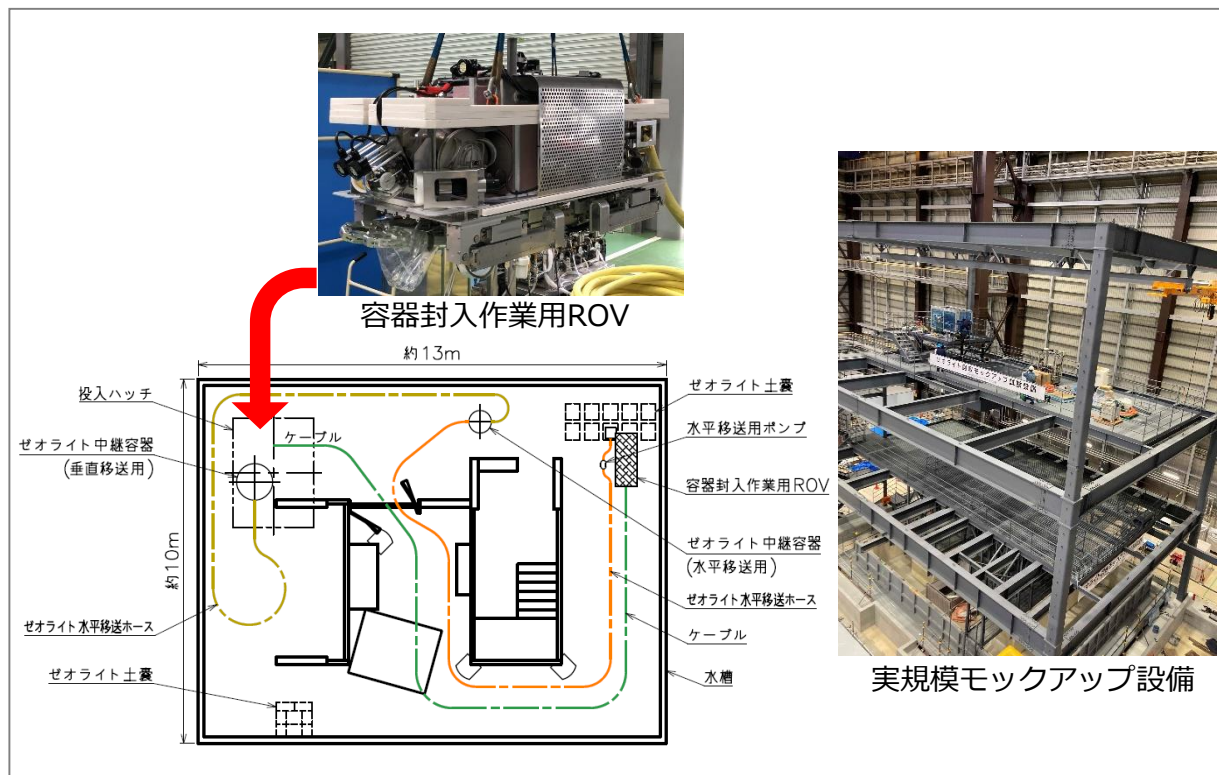 容器封入作業用ROV
約13m
投入ハッチ
ケーブル
ゼオライト中継容器
(垂直移送用)
約10m
ゼオライト水平移送ホース
ゼオライト土嚢
ゼオライト土嚢
水平移送用ポンプ
容器封入作業用ROV
ゼオライト中継容器
(水平移送用)
ゼオライト水平移送ホース
ケーブル
水槽
実規模モックアップ設備